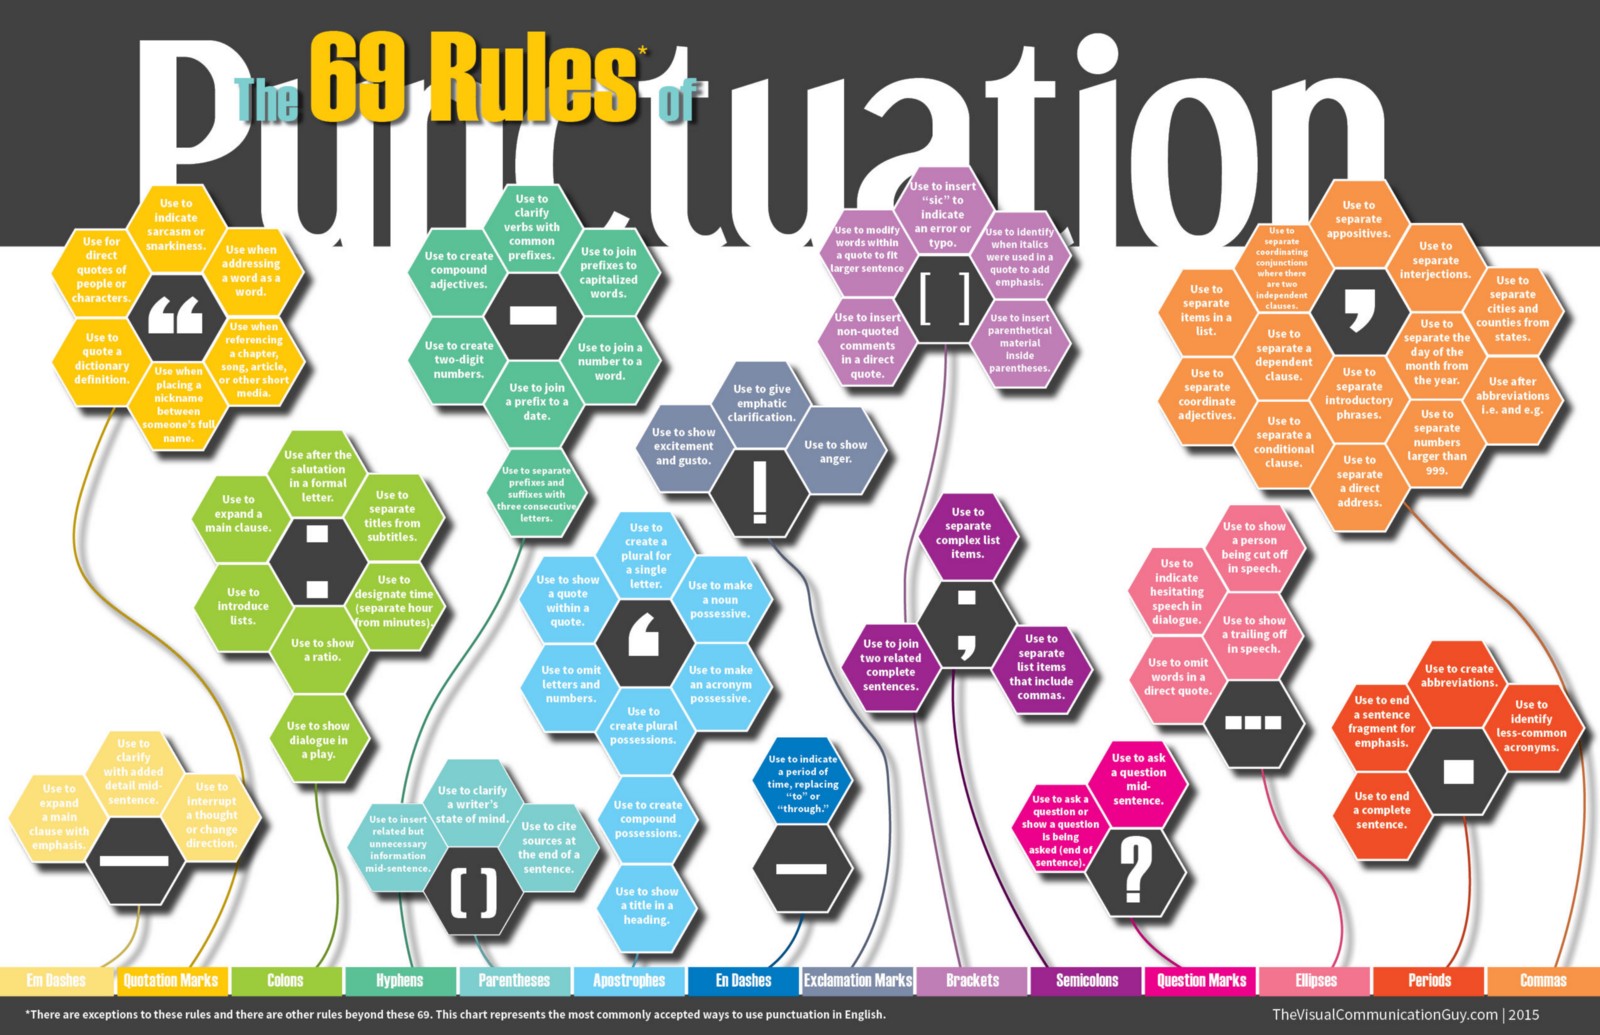 The 69 Rules* of
Punctuation
Use to
indicate
sarcasm or
snarkiness.
Use for
direct
quotes of
people or
characters.
Use when
addressing
a word as a
word.
“
Use to
quote a
dictionary
definition.
Use when
referencing
a chapter,
song, article,
or other short
media.
Use when
placing a
nickname
between
someone's full
name.
Use to
clarify
verbs with
common
prefixes.
Use to create
compound
adjectives.
Use to join
prefixes to
capitalized
words.
-
Use to create
two-digit
numbers.
Use to join a
number to a
word.
Use to join
a prefix to a
date.
Use to separate
prefixes and
suffixes with
three consecutive
letters.
Use to insert
“sic” to
indicate
an error or
typo.
Use to modify
words within
a quote to fit
larger sentence
Use to identify
when italics
were used in a
quote to add
emphasis.
[ ]
Use to insert
non-quoted
comments
in a direct
quote.
Use to insert
parenthetical
material
inside
parentheses.
Use to
separate
appositives.
Use to
separate
coordinating
conjunctions
where there
are two
independent
clauses.
Use to
separate
interjections.
Use to
separate
items in a
list.
,
Use to
separate
cities and
counties from
states.
Use to
separate a
dependent
clause.
Use to
separate the
day of the
month from
the year.
Use to
separate
coordinate
adjectives.
Use to
separate
introductory
phrases.
Use after
abbreviations
i.e. and e.g.
Use to
separate a
conditional
clause.
Use to
separate
numbers
larger than
999.
Use to
separate
a direct
address.
Use to give
emphatic
clarification.
Use to show
excitement
and gusto.
Use to show
anger.
!
Use after the
salutation
in a formal
letter.
Use to
expand a
main clause.
Use to
separate
titles from
subtitles.
:
Use to
introduce
lists.
Use to
designate time
(separate hour
from minutes).
Use to show
a ratio.
Use to show
dialogue in
a play.
Use to
create a
plural for
a single
letter.
Use to show
a quote
within a
quote.
Use to make
a noun
possessive.
‘
Use to omit
letters and
numbers.
Use to make
an acronym
possessive.
Use to
create plural
possessions.
Use to create
compound
possessions.
Use to show
a title in a
heading.
Use to
separate
complex list
items.
;
Use to join
two related
complete
sentences.
Use to
separate
list items
that include
commas.
Use to show
a person
being cut off
in speech.
Use to
indicate
hesitating
speech in
dialogue.
Use to show
a trailing off
in speech.
Use to omit
words in a
direct quote.
...
Use to create
abbreviations.
Use to end
a sentence
fragment for
emphasis.
Use to
identify
less-common
acronyms.
.
Use to end
a complete
sentence.
Use to
clarify
with added
detail mid-
sentence.
Use to
expand
a main
clause with
emphasis.
Use to
interrupt
a thought
or change
direction.
—
Use to clarify
a writer's
state of mind.
Use to insert
related but
unnecessary
information
mid-sentence.
Use to cite
sources at
the end of a
sentence.
( )
Use to indicate
a period of
time, replacing
“to” or
“through.”
–
Use to ask
a question
mid-
sentence.
Use to ask a
question or
show a question
is being
asked (end of
sentence).
?
Em Dashes Quotation Marks Colons Hyphens Parentheses Apostrophes En Dashes Exclamation Marks Brackets Semicolons Question Marks Ellipses Periods Commas
*There are exceptions to these rules and there are other rules beyond these 69. This chart represents the most commonly accepted ways to use punctuation in English.
TheVisualCommunicationGuy.com | 2015